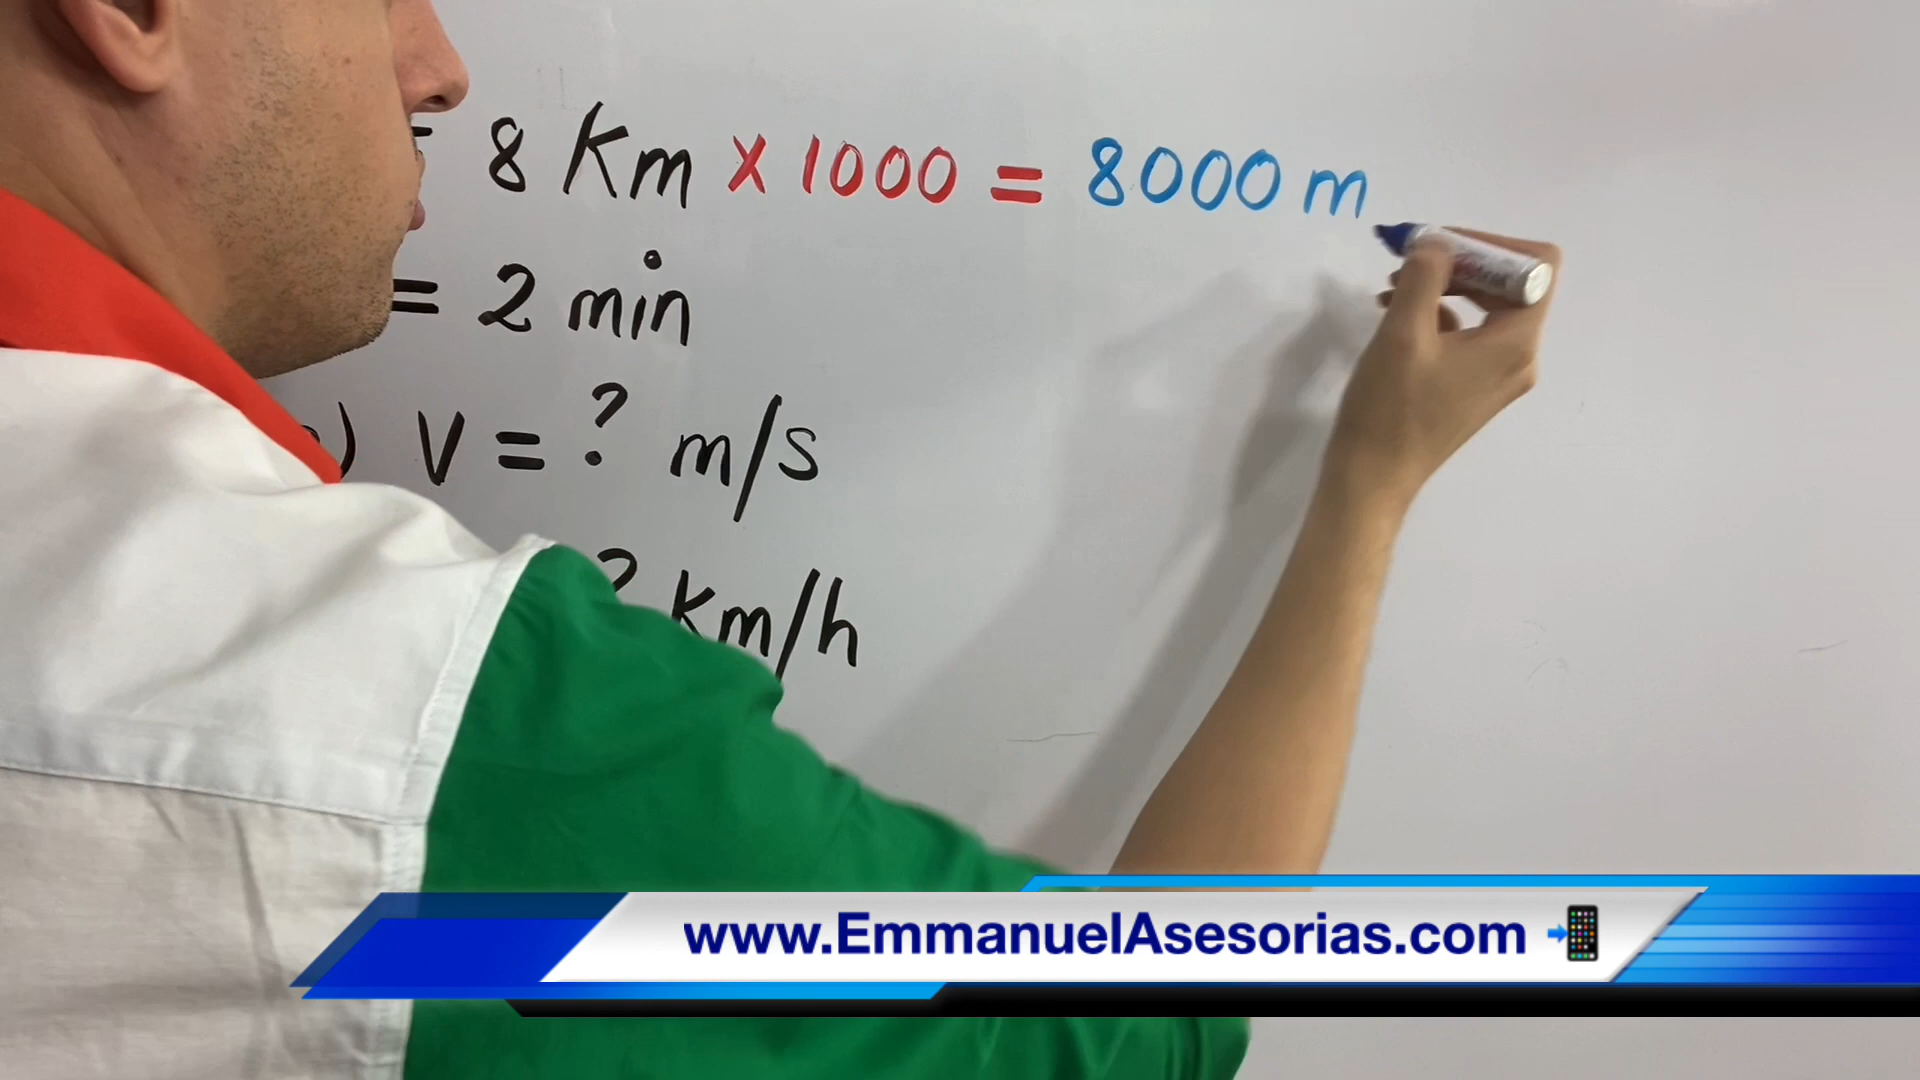 = 8 Km x 1000 = 8000 m
= 2 min
) V = ? m/s
? Km/h
www.EmmanuelAsesorias.com